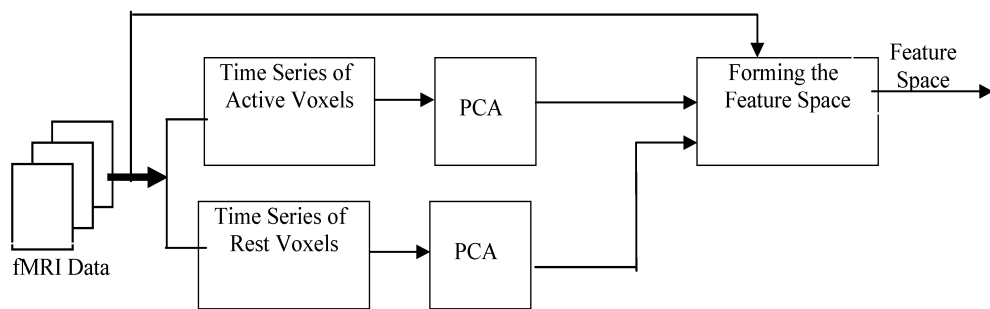 Time Series of
Active Voxels
PCA
Forming the
Feature Space
Feature
Space
Time Series of
Rest Voxels
PCA
fMRI Data